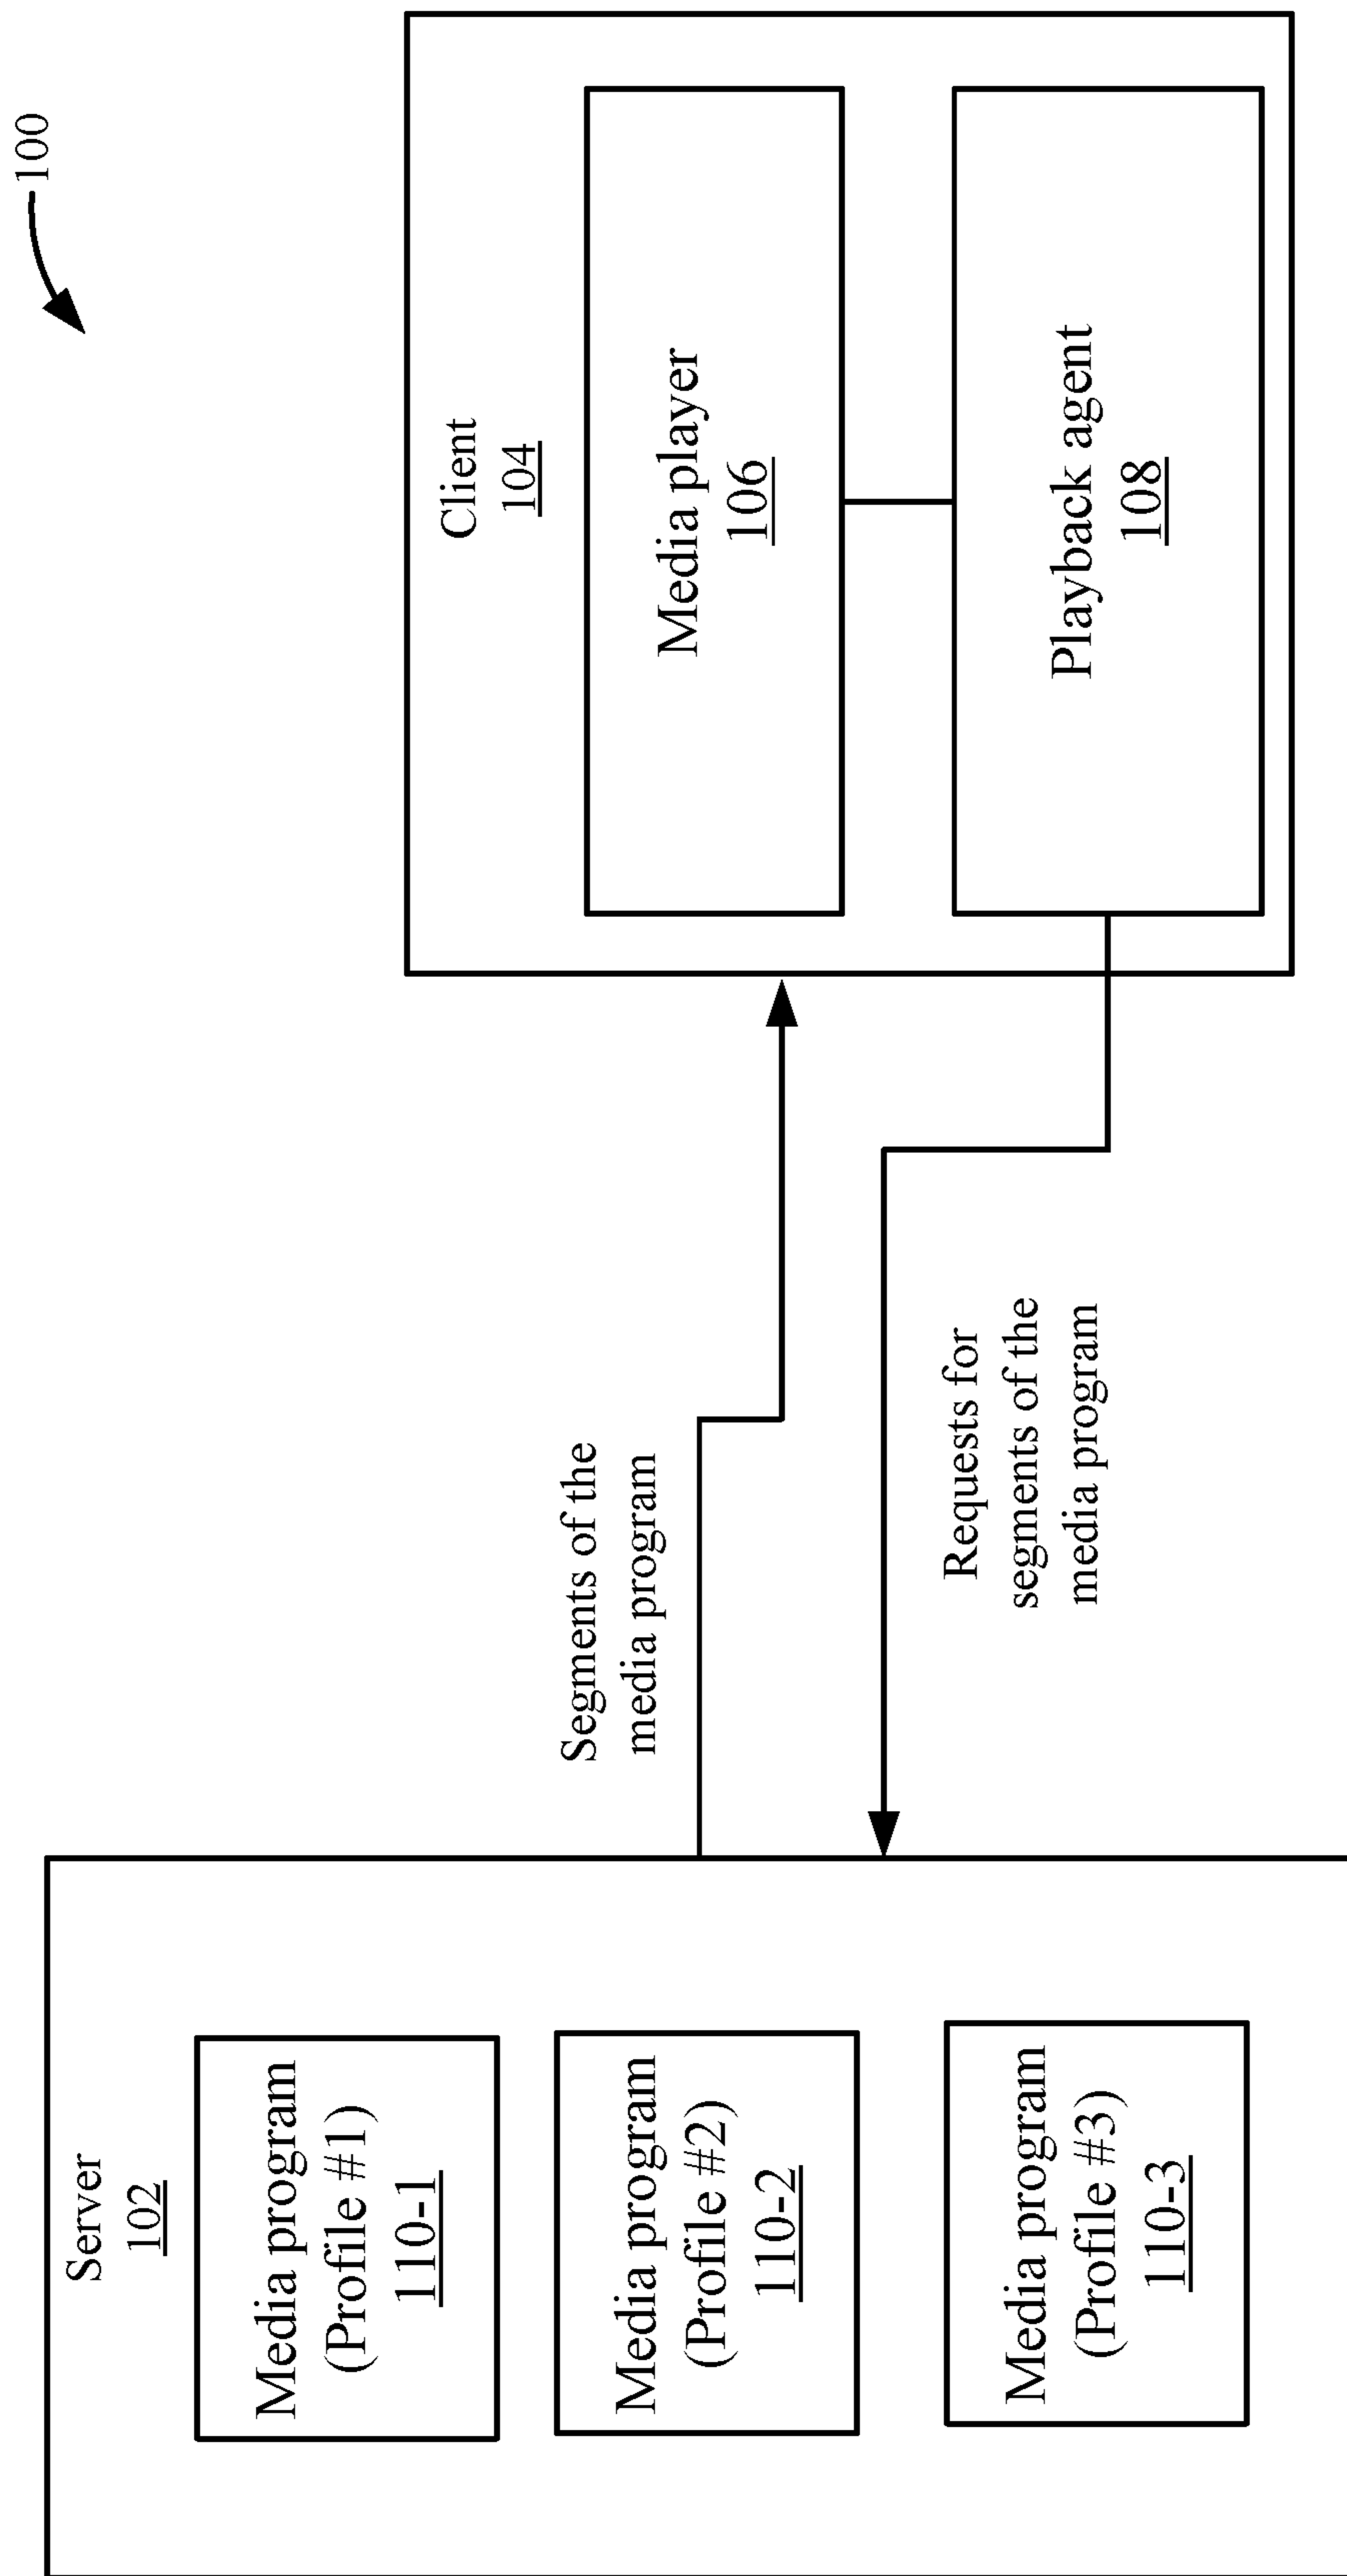 100
Server
102
Media program
(Profile #1)
110-1
Media program
(Profile #2)
110-2
Media program
(Profile #3)
110-3
Segments of the
media program
Requests for
segments of the
media program
Client
104
Media player
106
Playback agent
108